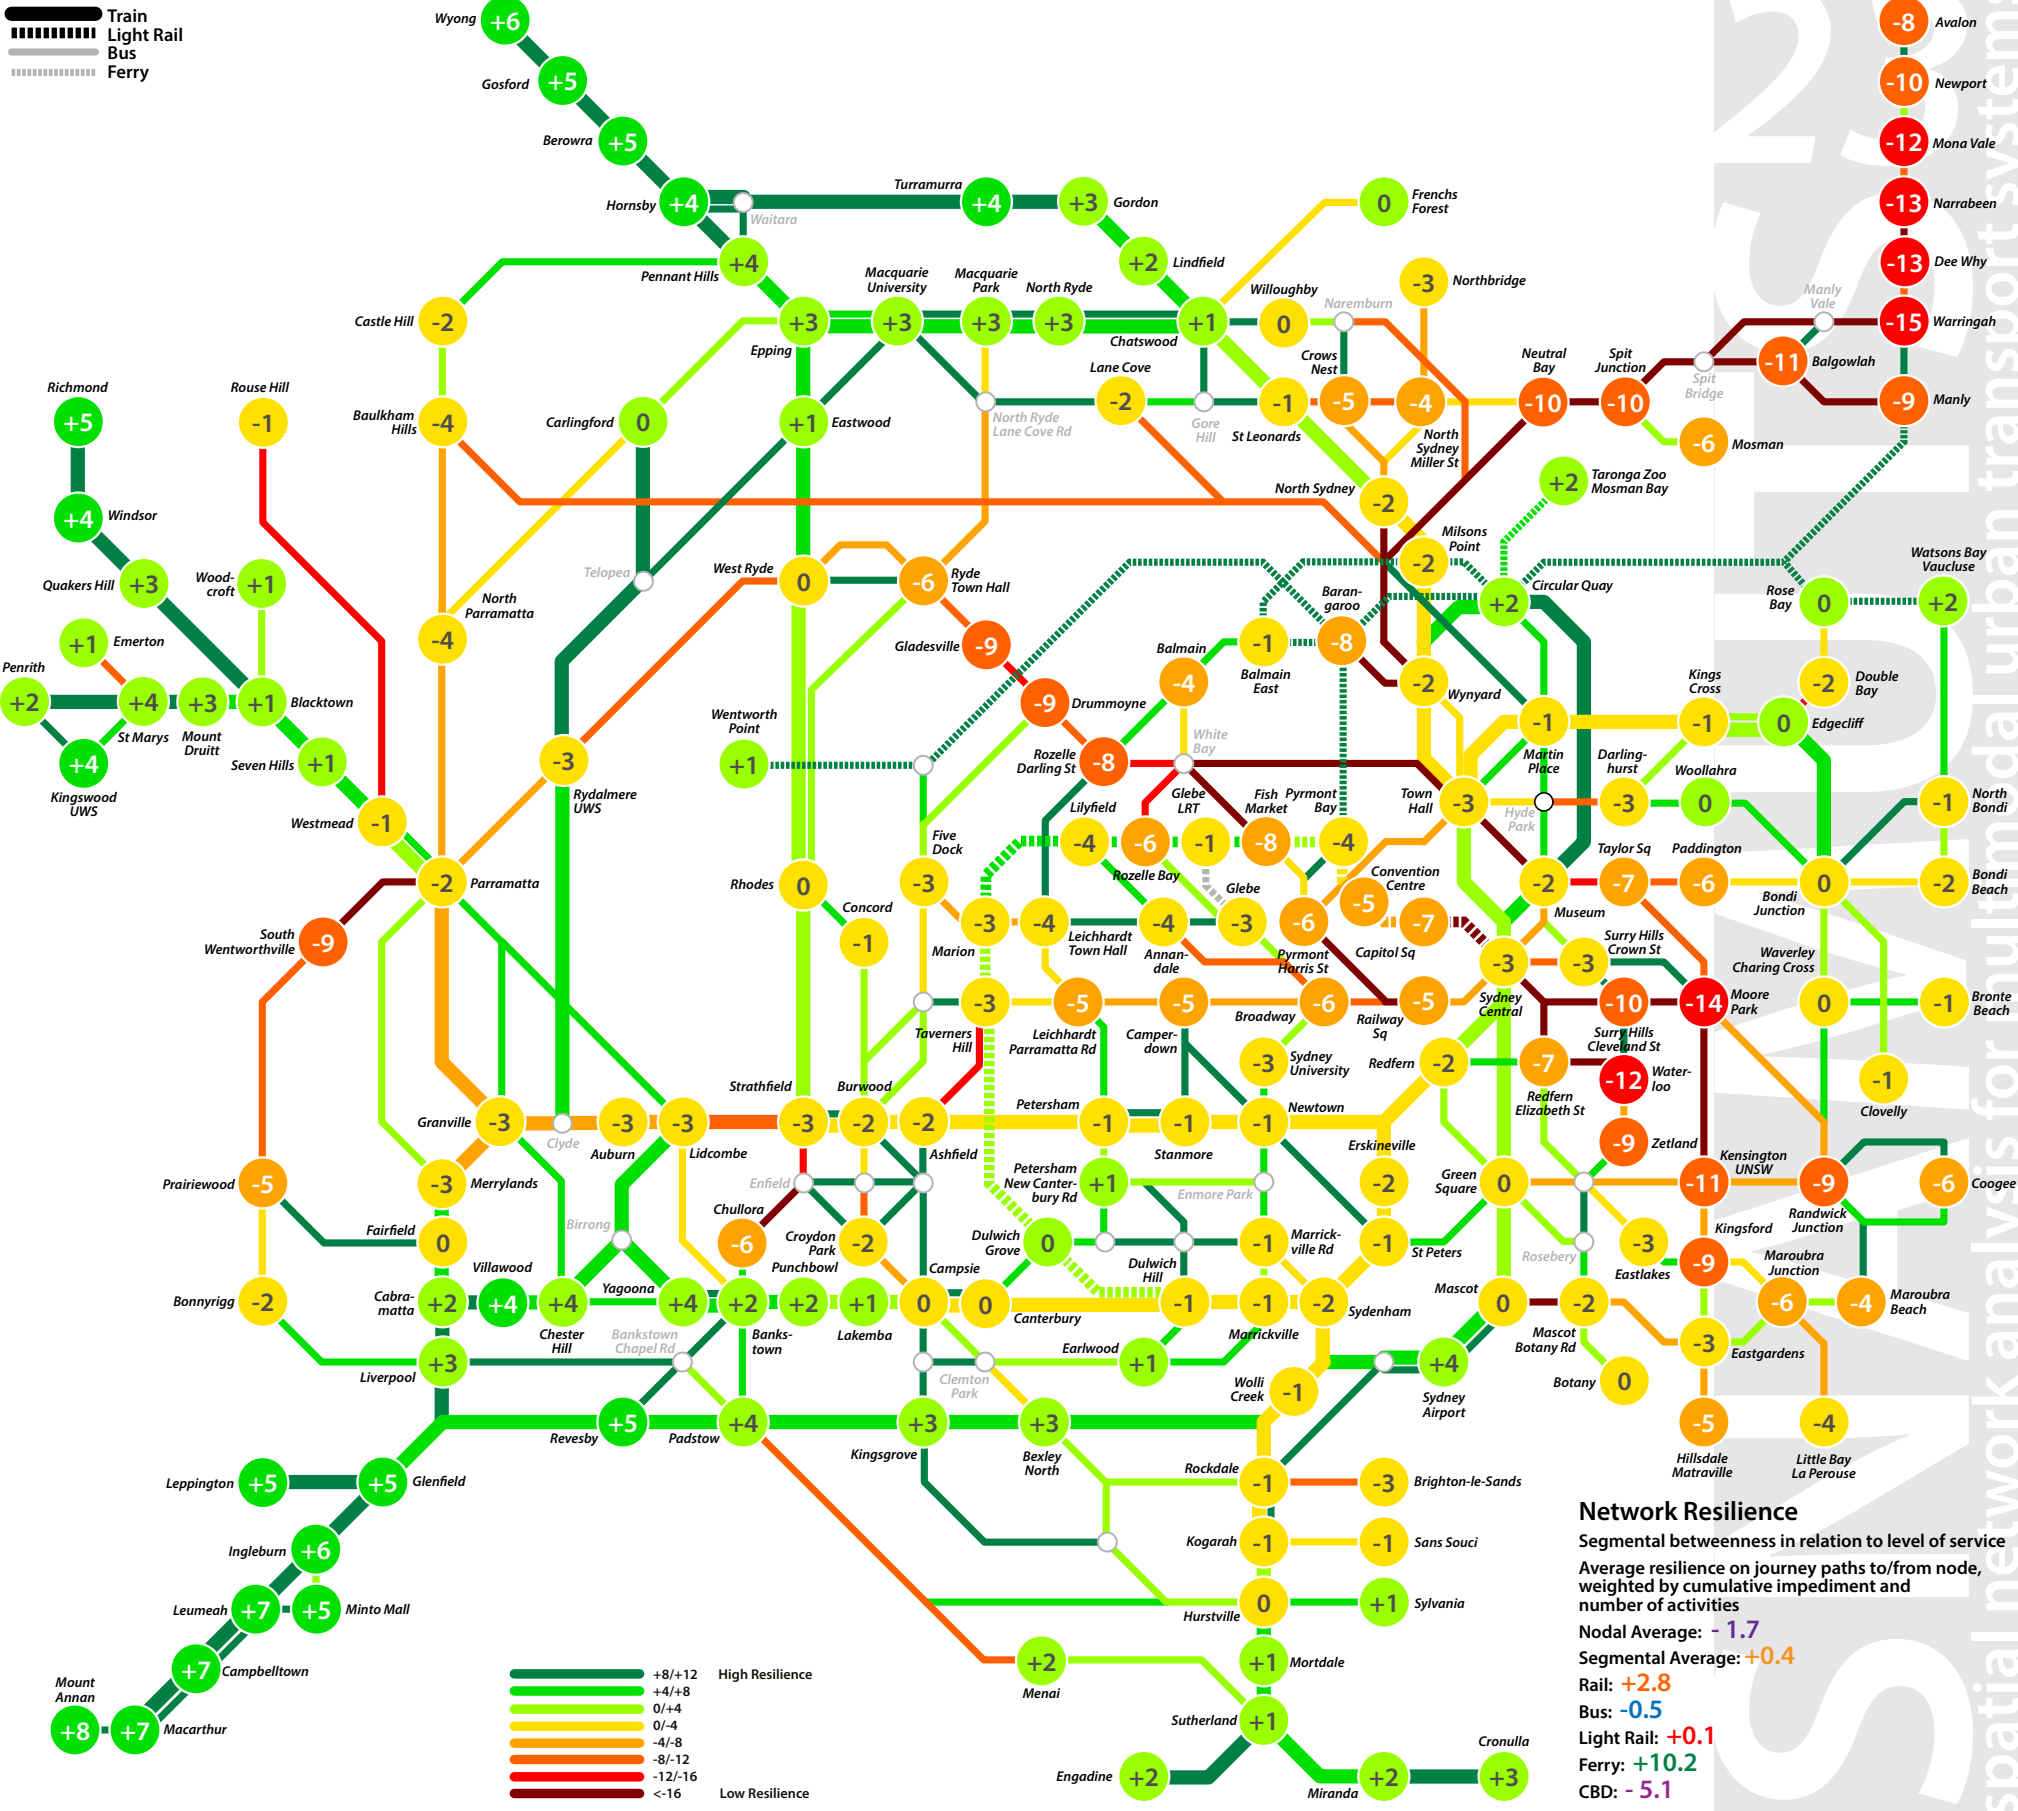 Train
Light Rail
Bus
Ferry
Wyong
+6
Gosford
+5
Berowra
+5
Hornsby
+4
Waitara
Turramurra
+4
+3
Gordon
+2
Lindfield
Frenchs
Forest
0
-8
Avalon
-10
Newport
-12
Mona Vale
-13
Narrabeen
-13
Dee Why
-15
Warringah
-9
Manly
Manly
Vale
-11
Balgowlah
Spit
Bridge
Spit
Junction
-10
Neutral
Bay
-10
-6
Mosman
Pennant Hills
+4
Castle Hill
-2
Epping
+3
Macquarie
University
+3
Macquarie
Park
+3
North Ryde
+3
Chatswood
+1
Willoughby
0
Naremburn
-3
Northbridge
Crows
Nest
-5
-4
North
Sydney
Miller St
St Leonards
-1
Gore
Hill
Lane Cove
-2
North Ryde
Lane Cove Rd
Richmond
+5
Rouse Hill
-1
Baulkham
Hills
-4
Carlingford
0
+1
Eastwood
North Sydney
-2
+2
Taronga Zoo
Mosman Bay
+4
Windsor
Quakers Hill
+3
Wood-
croft
+1
Emerton
+1
Penrith
+2
+4
St Marys
+3
Mount
Druitt
+1
Blacktown
+4
Kingswood
UWS
Seven Hills
+1
Westmead
-1
Telopea
North
Parramatta
-4
West Ryde
0
-6
Ryde
Town Hall
Gladesville
-9
-9
Drummoyne
Milsons
Point
-2
Circular Quay
+2
Baran-
garoo
-8
Balmain
-4
-1
Balmain
East
-2
Wynyard
Rose
Bay
0
Watsons Bay
Vaucluse
+2
-2
Double
Bay
Kings
Cross
-1
0
Edgecliff
-1
Martin
Place
Darling-
hurst
-3
Woollahra
0
-1
North
Bondi
Wentworth
Point
+1
-3
Rydalmere
UWS
Rozelle
Darling St
-8
White
Bay
Town
Hall
-3
Hyde
Park
Lilyfield
-4
-6
Rozelle Bay
Glebe
LRT
-1
Fish
Market
-8
Pyrmont
Bay
-4
Five
Dock
-3
-2
Parramatta
Rhodes
0
Concord
-1
South
Wentworthville
-9
Marion
-3
-4
Leichhardt
Town Hall
-4
Annan-
dale
Glebe
-3
-6
Pyrmont
Harris St
Convention
Centre
-5
-7
Capitol Sq
-2
Museum
Taylor Sq
-7
Paddington
-6
0
Bondi
Junction
-2
Bondi
Beach
-3
Sydney
Central
-3
Surry Hills
Crown St
-10
Surry Hills
Cleveland St
-14
Moore
Park
Waverley
Charing Cross
0
-1
Bronte
Beach
-1
Clovelly
-3
Taverners
Hill
-5
Leichhardt
Parramatta Rd
-5
Camper-
down
-6
Broadway
-5
Railway
Sq
-3
Sydney
University
Redfern
-2
-7
Redfern
Elizabeth St
-12
Water-
loo
-9
Zetland
Granville
-3
Clyde
-3
Auburn
-3
Lidcombe
Strathfield
-3
Burwood
-2
-2
Ashfield
Petersham
-1
-1
Stanmore
-1
Newtown
Erskineville
-2
Merrylands
-3
Prairiewood
-5
Enfield
Petersham
New Canter-
bury Rd
+1
Enmore Park
Green
Square
0
Kensington
UNSW
-11
-9
Randwick
Junction
-6
Coogee
Fairfield
0
Birrong
Chullora
-6
Croydon
Park
-2
Dulwich
Grove
0
Marrick-
ville Rd
-1
-1
St Peters
Rosebery
-3
Eastlakes
Kingsford
-9
Maroubra
Junction
-6
-4
Maroubra
Beach
Bonnyrigg
-2
Cabra-
matta
+2
Villawood
+4
+4
Chester
Hill
Yagoona
+4
+2
Banks-
town
Punchbowl
+2
+1
Lakemba
Campsie
0
0
Canterbury
Dulwich
Hill
-1
-1
Marrickville
-2
Sydenham
Mascot
0
-2
Mascot
Botany Rd
-3
Eastgardens
Bankstown
Chapel Rd
+3
Liverpool
Clemton
Park
Earlwood
+1
Wolli
Creek
-1
+4
Sydney
Airport
Botany
0
-5
Hillsdale
Matraville
-4
Little Bay
La Perouse
Revesby
+5
Padstow
+4
Kingsgrove
+3
Bexley
North
+3
Leppington
+5
+5
Glenfield
Rockdale
-1
-3
Brighton-le-Sands
Ingleburn
+6
Kogarah
-1
-1
Sans Souci
Leumeah
+7
+5
Minto Mall
Hurstville
0
+1
Sylvania
+7
Campbelltown
Mount
Annan
+8
+7
Macarthur
+2
Menai
+1
Mortdale
Sutherland
+1
Engadine
+2
+2
Miranda
Cronulla
+3
+8/+12 High Resilience
+4/+8
0/+4
0/-4
-4/-8
-8/-12
-12/-16
<-16 Low Resilience
Network Resilience
Segmental betweenness in relation to level of service
Average resilience on journey paths to/from node,
weighted by cumulative impediment and
number of activities
Nodal Average: - 1.7
Segmental Average: +0.4
Rail: +2.8
Bus: -0.5
Light Rail: +0.1
Ferry: +10.2
CBD: - 5.1
spatial network analysis for multimodal urban transport systems